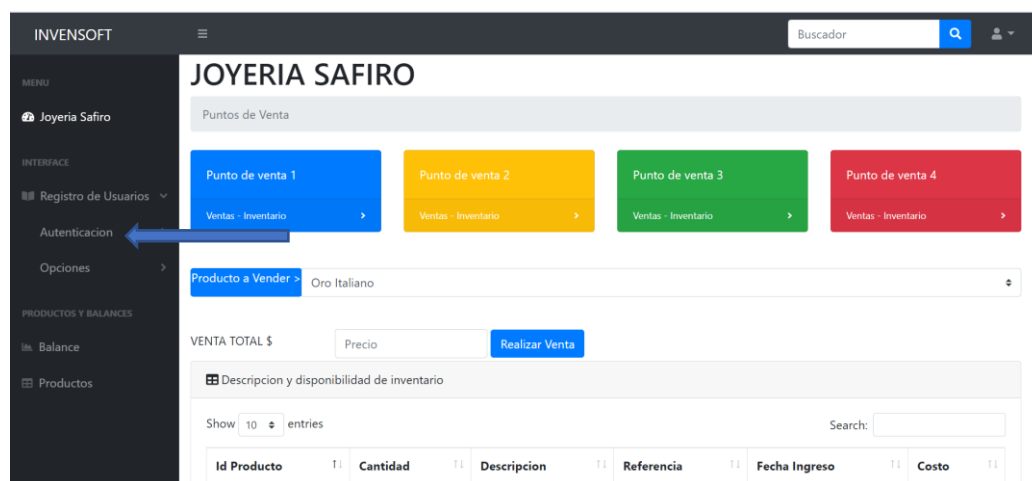 INVENSOFT
Buscador
MENU
Joyeria Safiro
INTERFACE
Registro de Usuarios
Autenticacion
Opciones
PRODUCTOS Y BALANCES
Balance
Productos
JOYERIA SAFIRO
Puntos de Venta
Punto de venta 1
Ventas - Inventario
Punto de venta 2
Ventas - Inventario
Punto de venta 3
Ventas - Inventario
Punto de venta 4
Ventas - Inventario
Producto a Vender > Oro Italiano
VENTA TOTAL $ Precio Realizar Venta
Descripcion y disponibilidad de inventario
Show 10 entries Search:
Id Producto Cantidad Descripcion Referencia Fecha Ingreso Costo